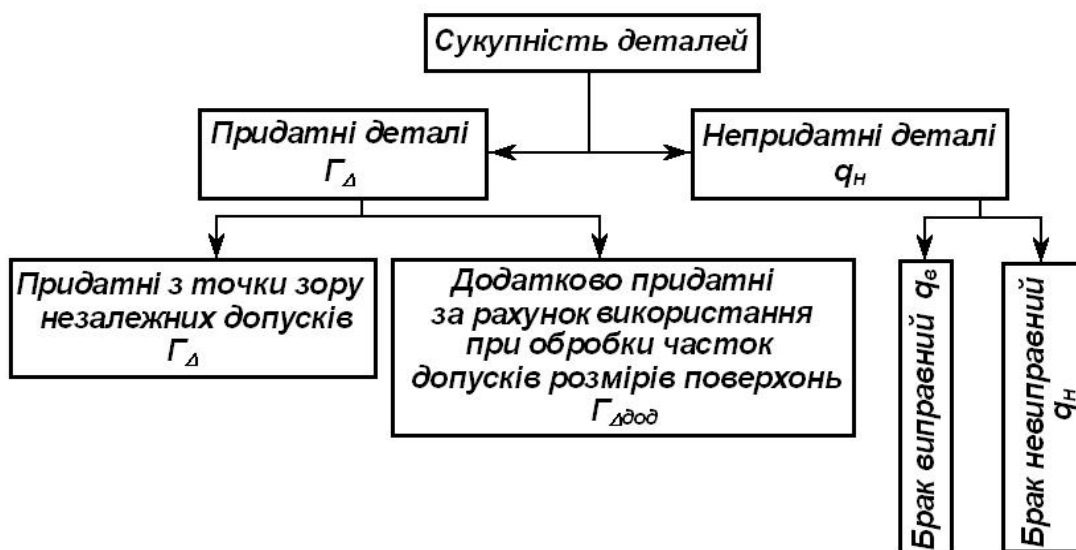 Сукупність деталей
Придатні деталі
Г_Δ
Непридатні деталі
q_н
Придатні з точки зору
незалежних допусків
Г_Δ
Додатково придатні
за рахунок використання
при обробки часток
допусків розмірів поверхонь
Г_Δдод
Брак виправний q_в
Брак невиправний
q_н